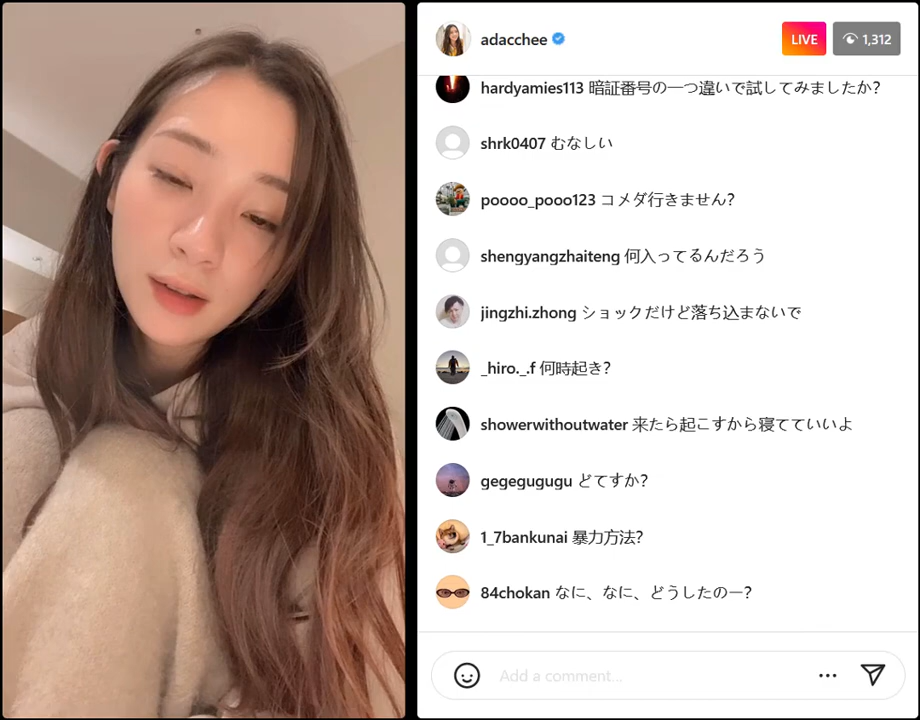 adacchee
LIVE
1,312
hardyamies113 暗証番号の一つ違いで試してみましたか?
shrk0407 むなしい
poooo_pooo123 コメダ行きません?
shengyangzhaiteng 何入ってるんだろう
jingzhi.zhong ショックだけど落ち込まないで
_hiro._.f 何時起き?
showerwithoutwater 来たら起こすから寝てていいよ
gegegugugu どてすか?
1_7bankunai 暴力方法?
84chokan なに、なに、どうしたのー?
Add a comment...